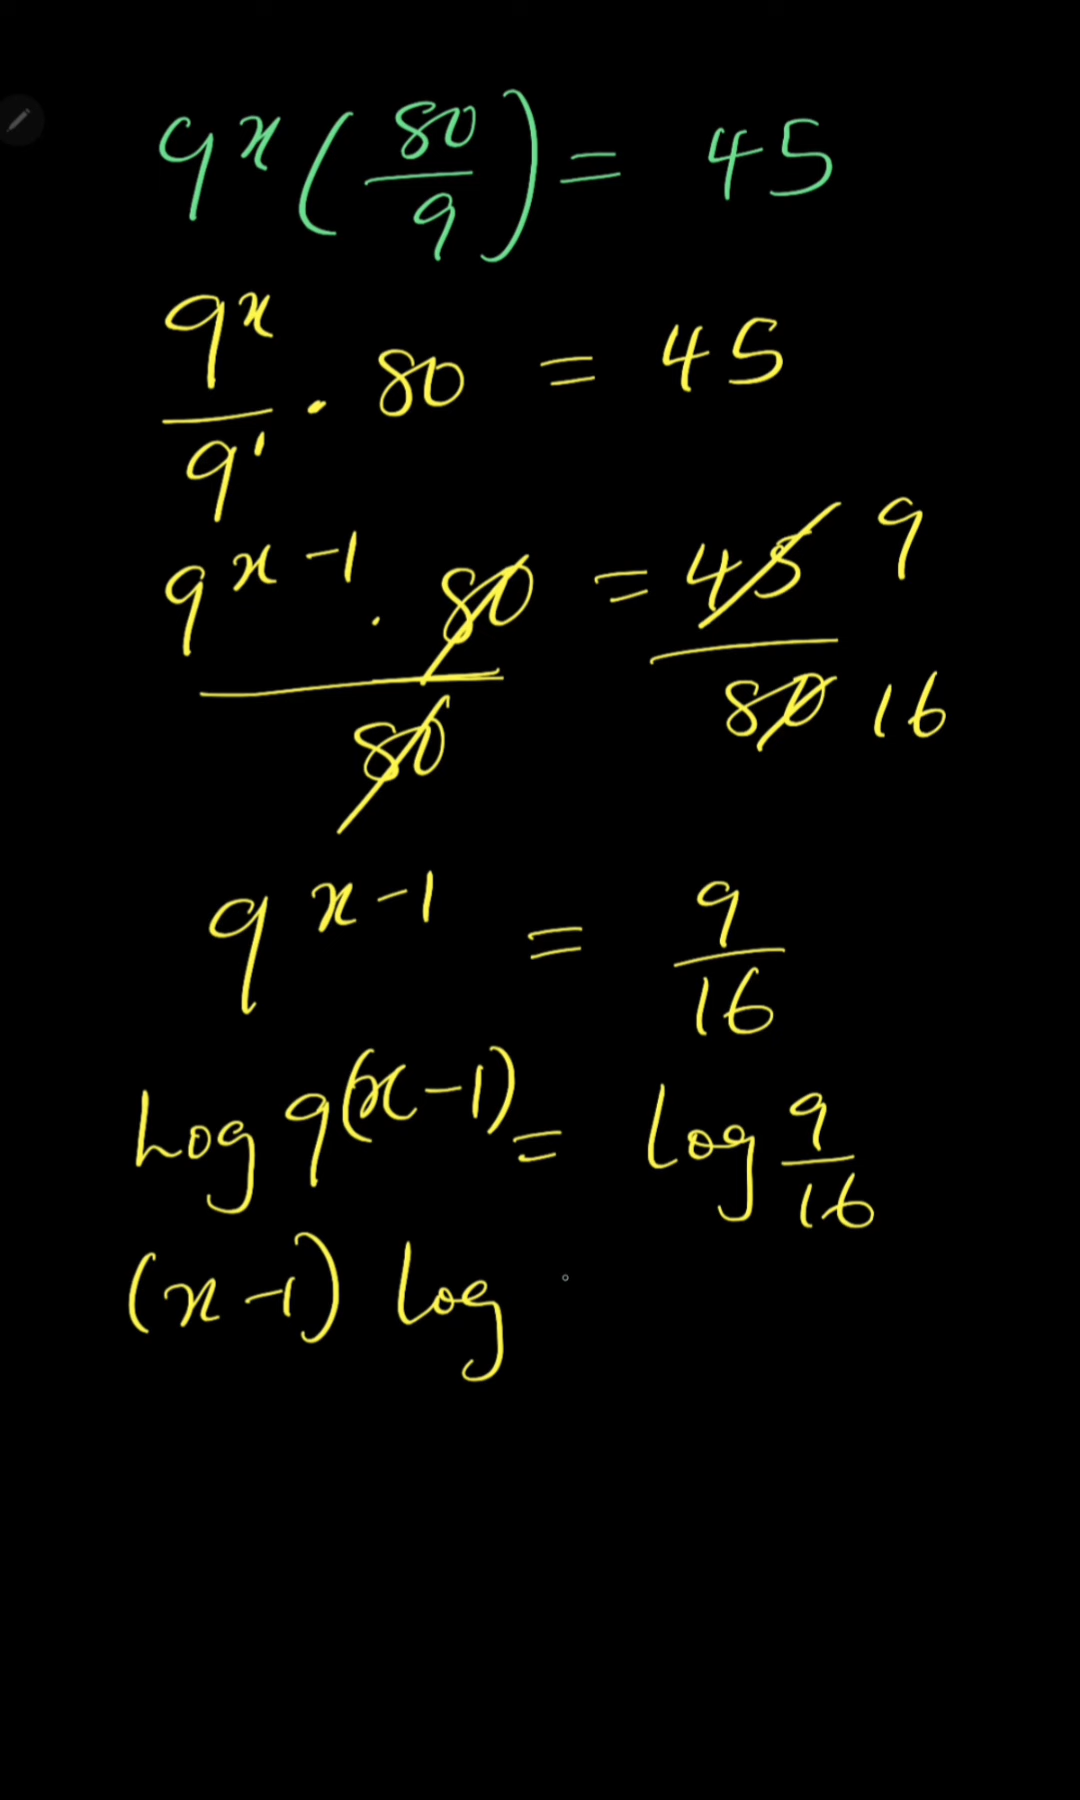 9^x (80/9) = 45
9^x/9^1 . 80 = 45
9^x-1 . 80/80 = 45/80 9/16
9^x-1 = 9/16
Log 9^(x-1) = log 9/16
(x-1) log